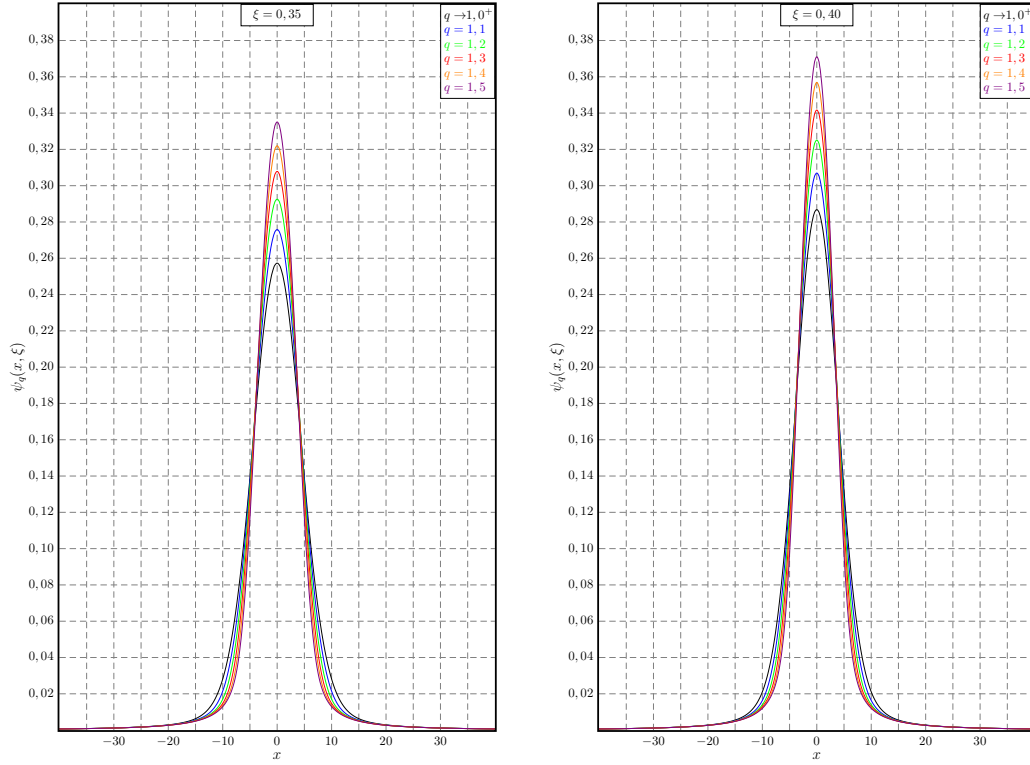 ξ = 0, 35
q → 1, 0⁺
q = 1, 1
q = 1, 2
q = 1, 3
q = 1, 4
q = 1, 5
0, 38
0, 36
0, 34
0, 32
0, 30
0, 28
0, 26
0, 24
0, 22
0, 20
0, 18
0, 16
0, 14
0, 12
0, 10
0, 08
0, 06
0, 04
0, 02
ψ_q(x, ξ)
−30 −20 −10 0 10 20 30
x
ξ = 0, 40
q → 1, 0⁺
q = 1, 1
q = 1, 2
q = 1, 3
q = 1, 4
q = 1, 5
0, 38
0, 36
0, 34
0, 32
0, 30
0, 28
0, 26
0, 24
0, 22
0, 20
0, 18
0, 16
0, 14
0, 12
0, 10
0, 08
0, 06
0, 04
0, 02
ψ_q(x, ξ)
−30 −20 −10 0 10 20 30
x